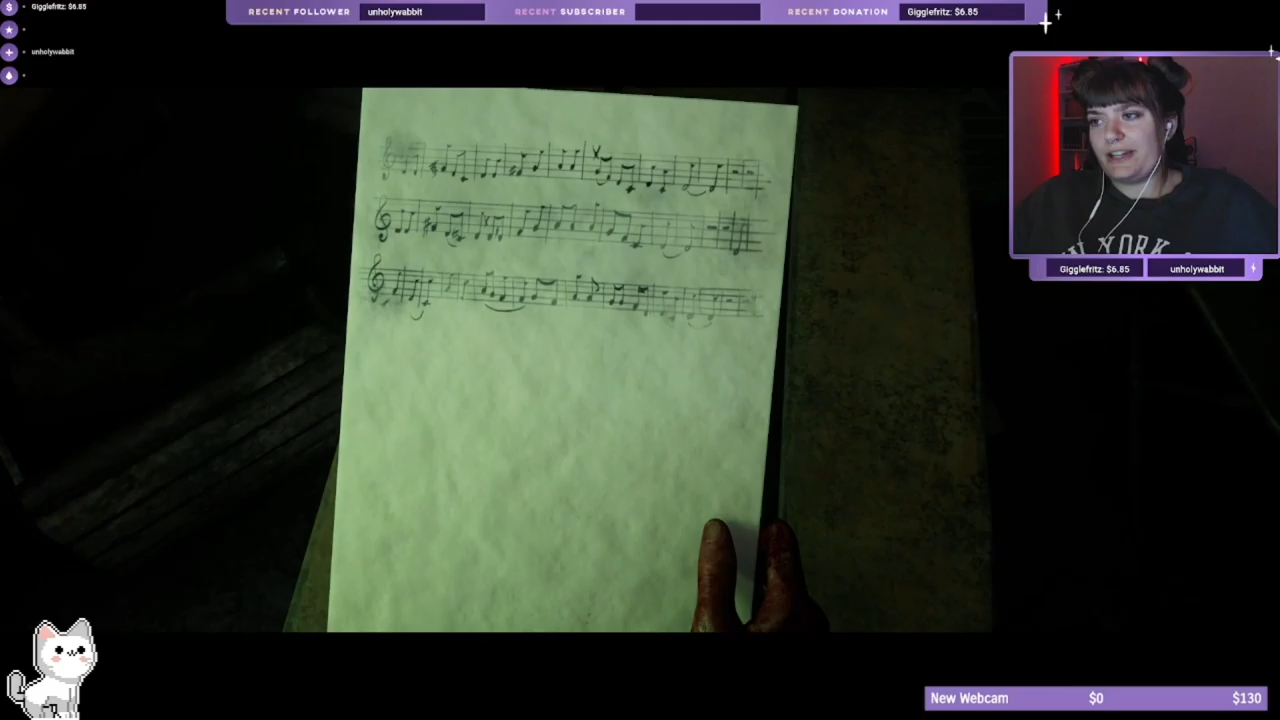 Gigglefritz: $6.85
RECENT FOLLOWER unholywabbit RECENT SUBSCRIBER RECENT DONATION Gigglefritz: $6.85
unholywabbit
YORK
Gigglefritz: $6.85 unholywabbit
New Webcam $0 $130